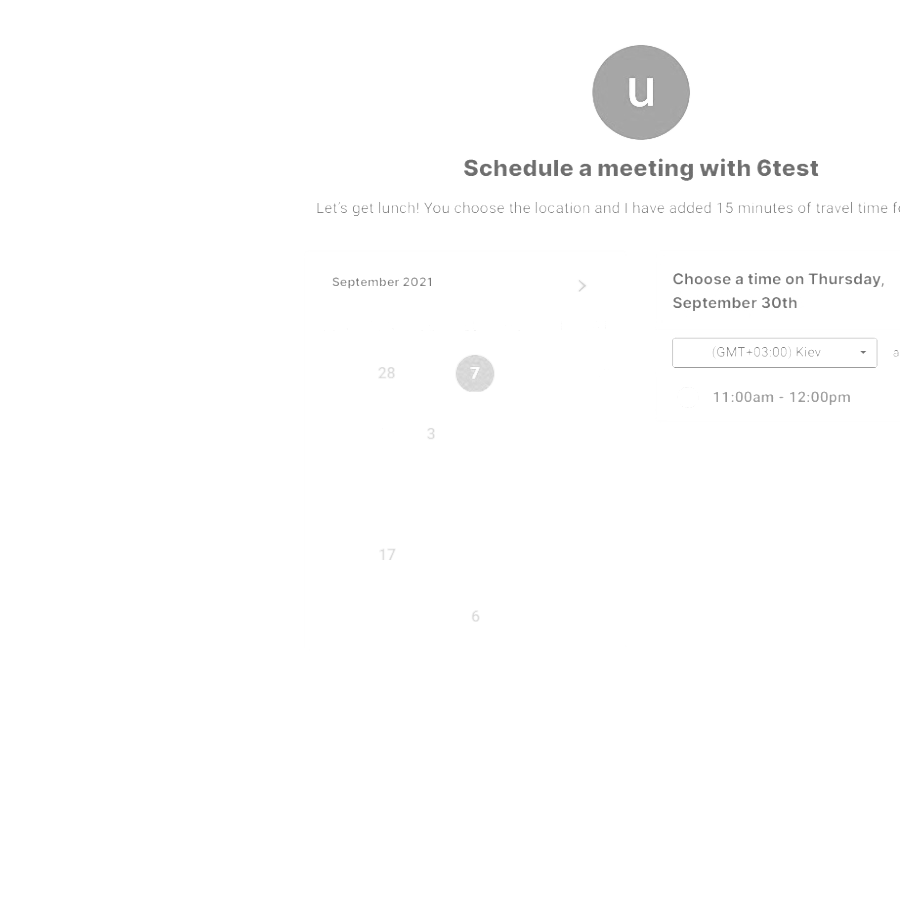 u
Schedule a meeting with 6test
Let's get lunch! You choose the location and I have added 15 minutes of travel time
September 2021
Choose a time on Thursday,
September 30th
(GMT+03:00) Kiev
28
7
11:00am - 12:00pm
3
17
6